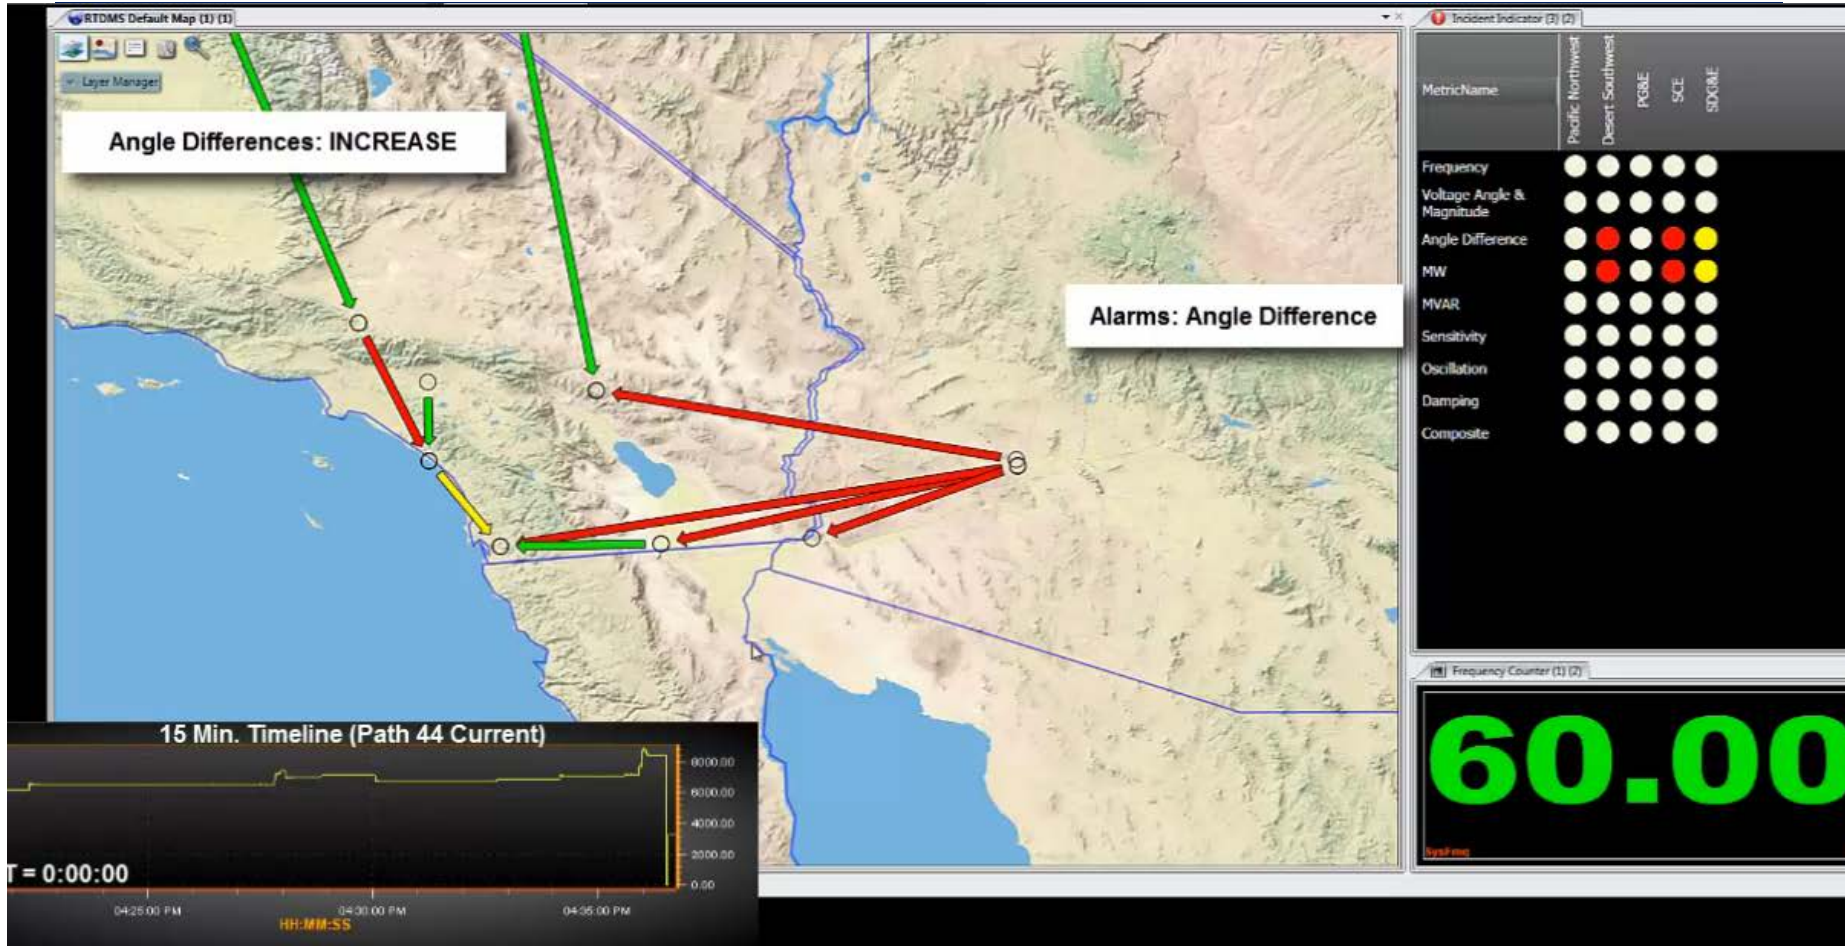 RTDMS Default Map (1) (1)
Layer Manager
Angle Differences: INCREASE
Alarms: Angle Difference
Incident Indicator (3) (2)
MetricName
Pacific Northwest
Desert Southwest
PG&E
SCE
SDG&E
Frequency
Voltage Angle &
Magnitude
Angle Difference
MW
MVAR
Sensitivity
Oscillation
Damping
Composite
Frequency Counter (1) (2)
60.00
SysFrq
15 Min. Timeline (Path 44 Current)
8000.00
6000.00
4000.00
2000.00
0.00
T = 0:00:00
04:25:00 PM
04:30:00 PM
04:35:00 PM
HH:MM:SS